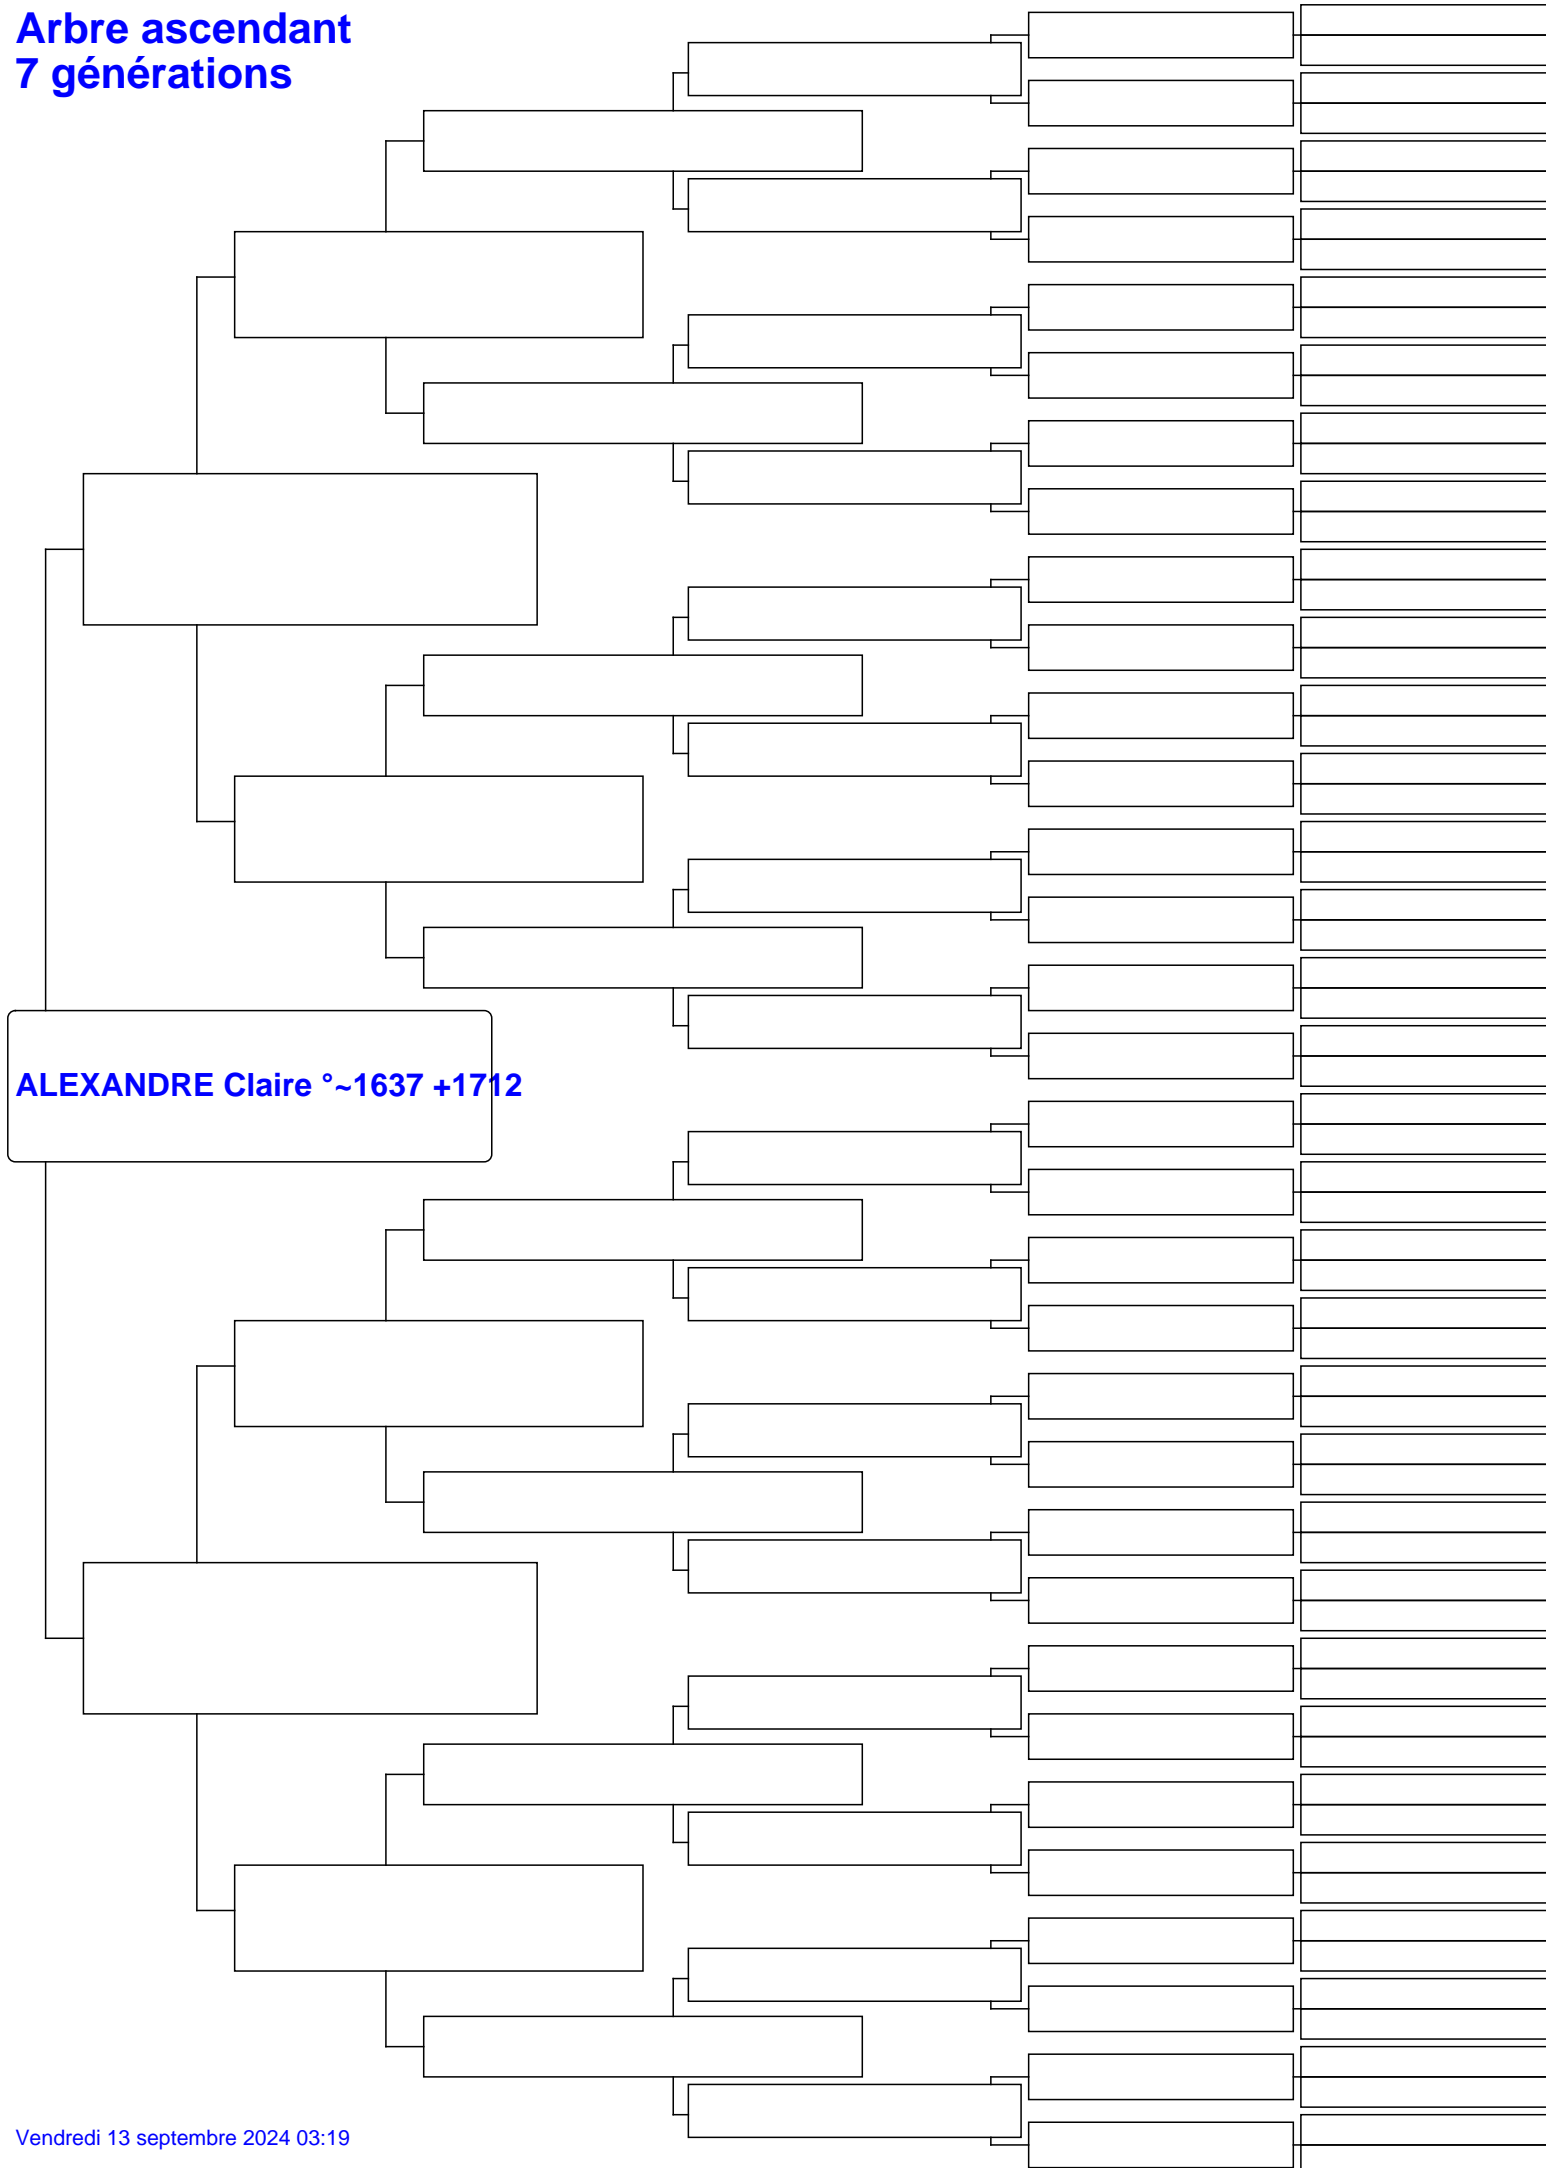 Arbre ascendant
7 générations
ALEXANDRE Claire °~1637 +1712
Vendredi 13 septembre 2024 03:19